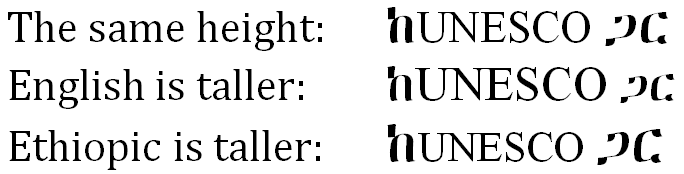 The same height: ከUNESCO ጋር
English is taller: ከUNESCO ጋር
Ethiopic is taller: ከUNESCO ጋር